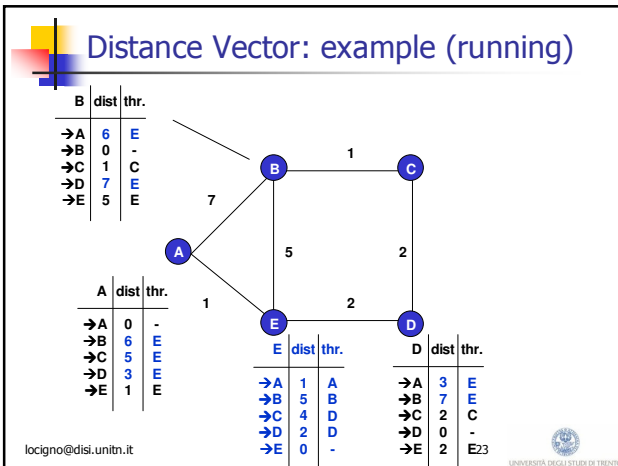 Distance Vector: example (running)
B dist thr.
➔A 6 E
➔B 0 -
➔C 1 C
➔D 7 E
➔E 5 E
B
1
C
7
A
5
2
1
2
E
D
A dist thr.
➔A 0 -
➔B 6 E
➔C 5 E
➔D 3 E
➔E 1 E
E dist thr.
➔A 1 A
➔B 5 B
➔C 4 D
➔D 2 D
➔E 0 -
D dist thr.
➔A 3 E
➔B 7 E
➔C 2 C
➔D 0 -
➔E 2 E
locigno@disi.unitn.it
23
UNIVERSITÀ DEGLI STUDI DI TRENTO